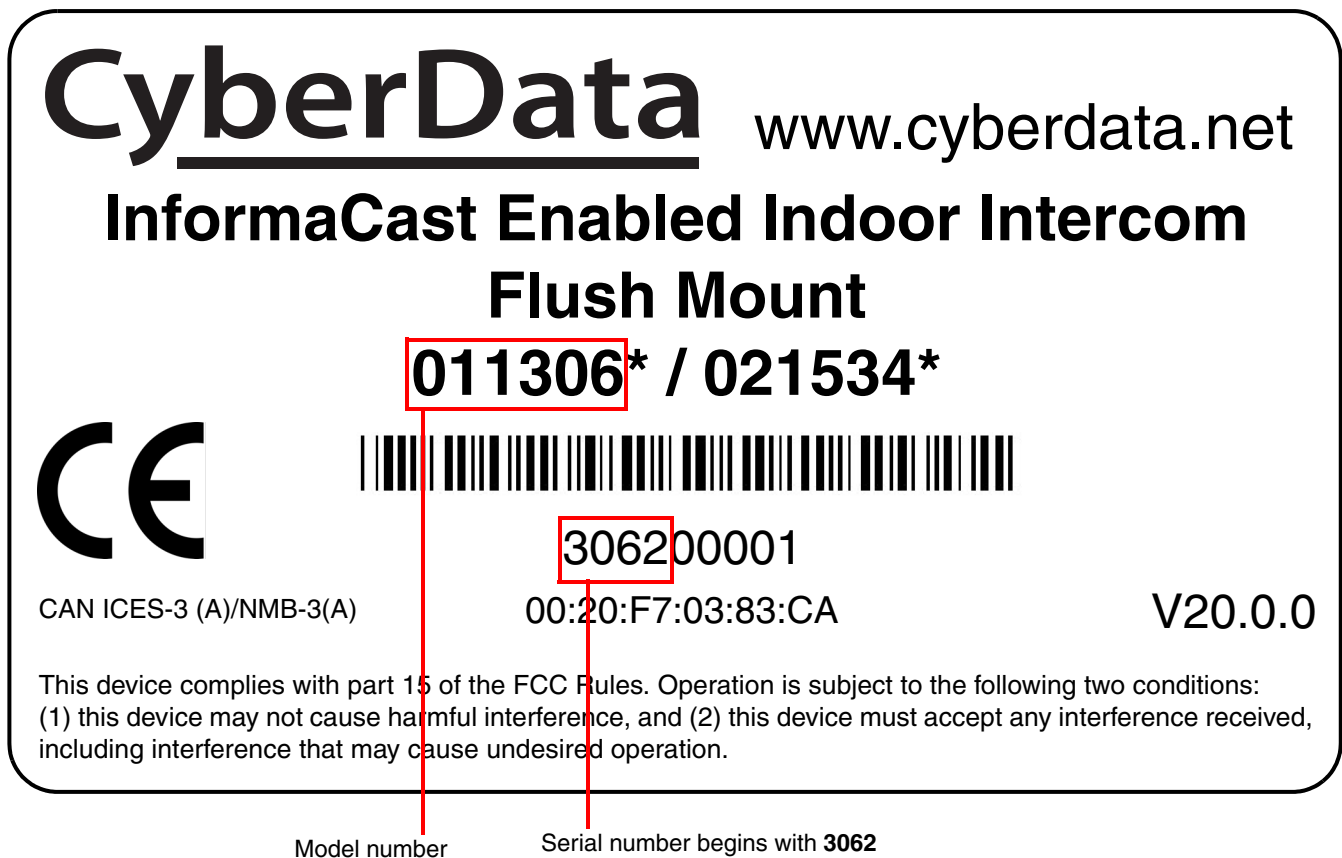 CyberData www.cyberdata.net
InformaCast Enabled Indoor Intercom
Flush Mount
011306* / 021534*
CE
306200001
CAN ICES-3 (A)/NMB-3(A) 00:20:F7:03:83:CA V20.0.0
This device complies with part 15 of the FCC Rules. Operation is subject to the following two conditions:
(1) this device may not cause harmful interference, and (2) this device must accept any interference received,
including interference that may cause undesired operation.
Model number Serial number begins with 3062